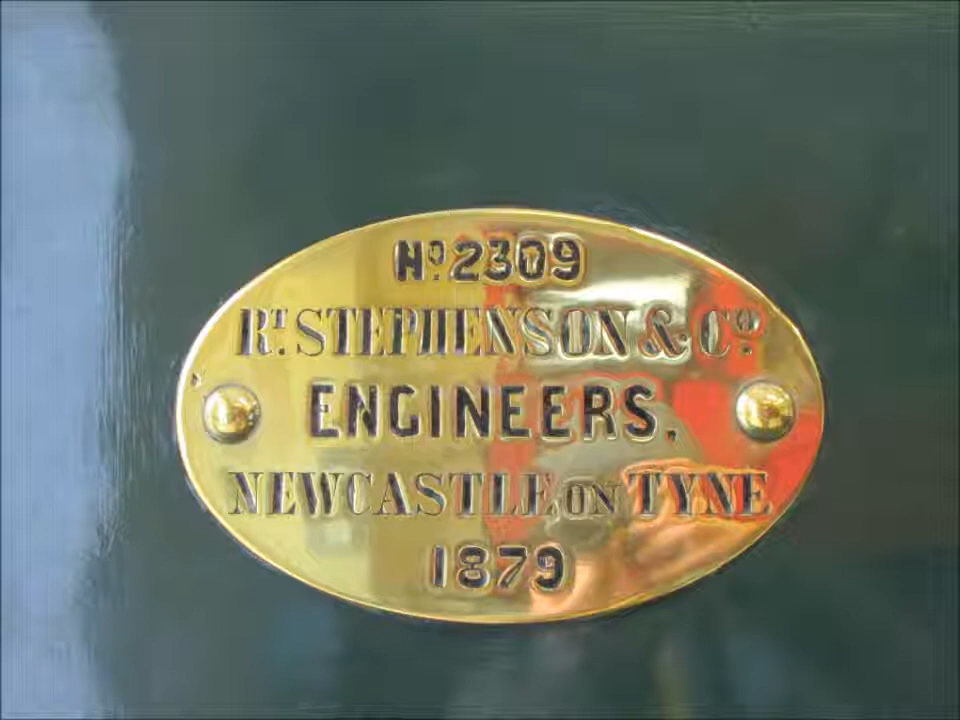 Nº 2309
RT. STEPHENSON & Cº
ENGINEERS.
NEWCASTLE ON TYNE
1879